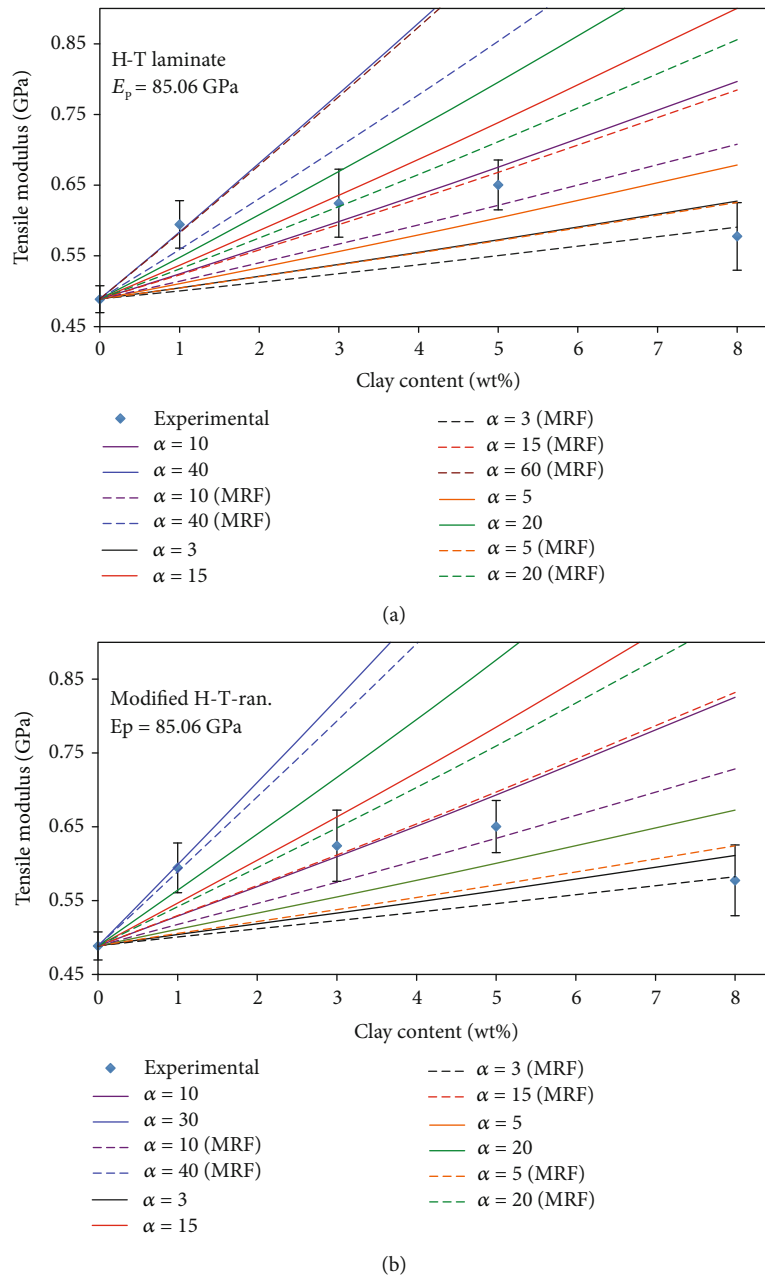 0.85
0.75
0.65
0.55
0.45
Tensile modulus (GPa)
H-T laminate
E_P = 85.06 GPa
0 1 2 3 4 5 6 7 8
Clay content (wt%)
Experimental
α = 10
α = 40
α = 10 (MRF)
α = 40 (MRF)
α = 3
α = 15
α = 3 (MRF)
α = 15 (MRF)
α = 60 (MRF)
α = 5
α = 20
α = 5 (MRF)
α = 20 (MRF)
(a)
0.85
0.75
0.65
0.55
0.45
Tensile modulus (GPa)
Modified H-T-ran.
Ep = 85.06 GPa
0 1 2 3 4 5 6 7 8
Clay content (wt%)
Experimental
α = 10
α = 30
α = 10 (MRF)
α = 40 (MRF)
α = 3
α = 15
α = 3 (MRF)
α = 15 (MRF)
α = 5
α = 20
α = 5 (MRF)
α = 20 (MRF)
(b)